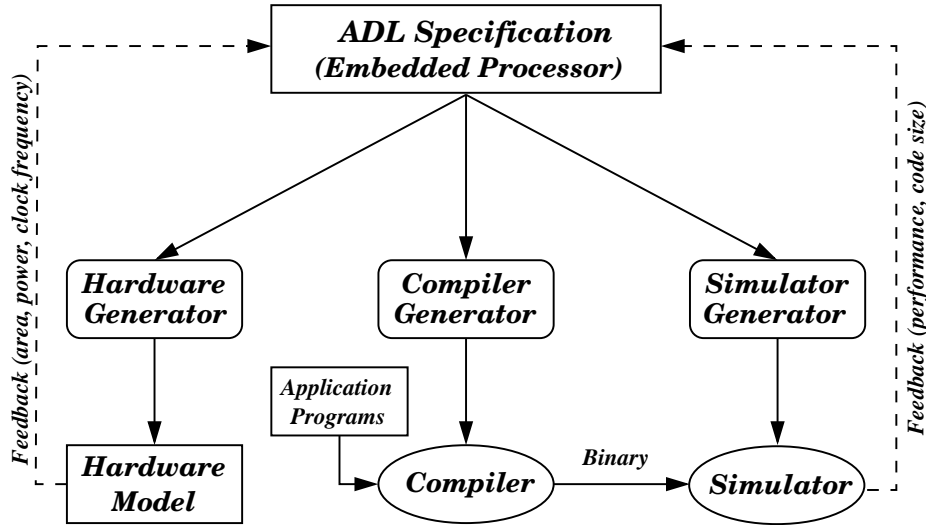 ADL Specification
(Embedded Processor)
Feedback (area, power, clock frequency)
Feedback (performance, code size)
Hardware
Generator
Compiler
Generator
Simulator
Generator
Application
Programs
Hardware
Model
Compiler
Binary
Simulator